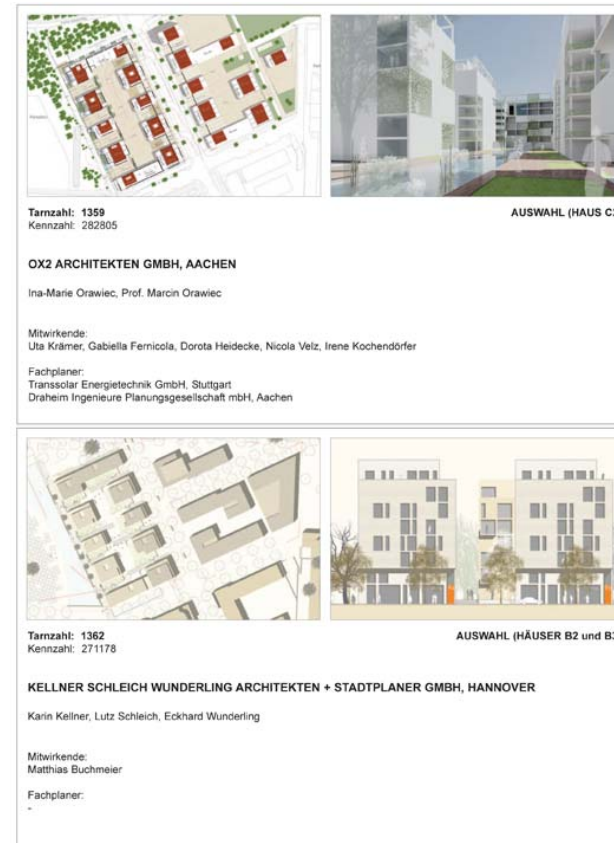 Tarnzahl: 1359
AUSWAHL (HAUS
Kennzahl: 282805
OX2 ARCHITEKTEN GMBH, AACHEN
Ina-Marie Orawiec, Prof. Marcin Orawiec
Mitwirkende:
Uta Krämer, Gabiella Fernicola, Dorota Heidecke, Nicola Velz, Irene Kochendörfer
Fachplaner:
Transsolar Energietechnik GmbH, Stuttgart
Draheim Ingenieure Planungsgesellschaft mbH, Aachen
Tarnzahl: 1362
AUSWAHL (HÄUSER B2 und
Kennzahl: 271178
KELLNER SCHLEICH WUNDERLING ARCHITEKTEN + STADTPLANER GMBH, HANNOVER
Karin Kellner, Lutz Schleich, Eckhard Wunderling
Mitwirkende:
Matthias Buchmeier
Fachplaner:
-